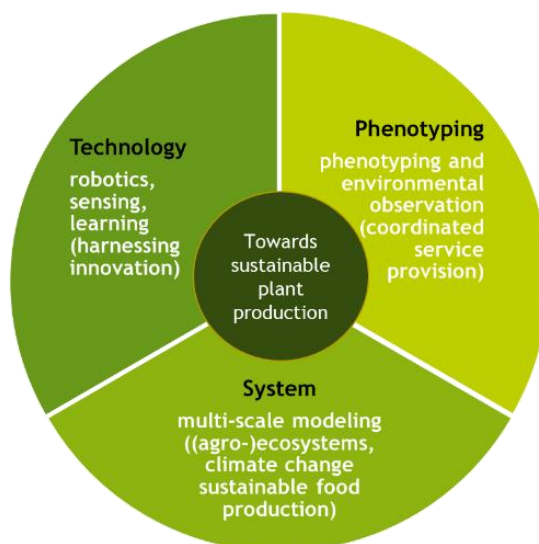 Technology
robotics,
sensing,
learning
(harnessing
innovation)
Phenotyping
phenotyping and
environmental
observation
(coordinated
service
provision)
Towards
sustainable
plant
production
System
multi-scale modeling
((agro-)ecosystems,
climate change
sustainable food
production)